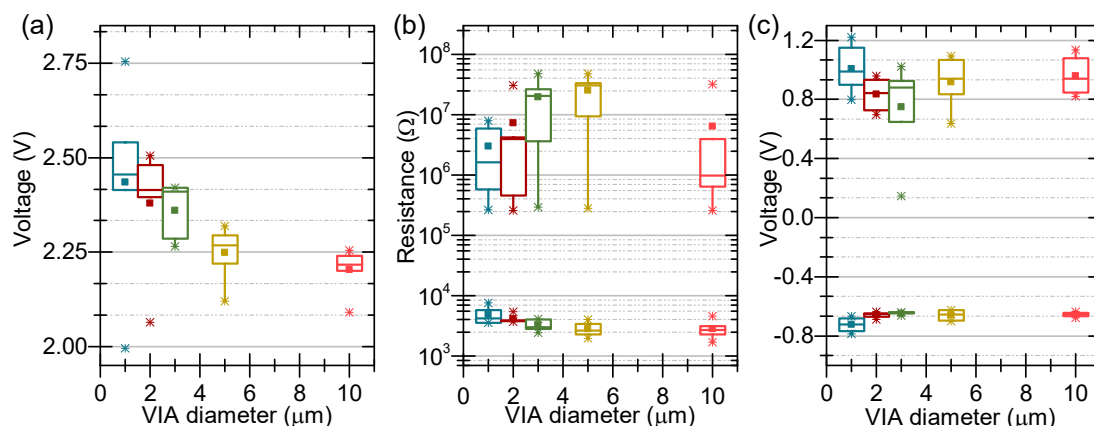 (a)
Voltage (V)
2.75
2.50
2.25
2.00
0 2 4 6 8 10
VIA diameter (μm)
(b)
Resistance (Ω)
10⁸
10⁷
10⁶
10⁵
10⁴
10³
0 2 4 6 8 10
VIA diameter (μm)
(c)
Voltage (V)
1.2
0.8
0.4
0.0
-0.4
-0.8
0 2 4 6 8 10
VIA diameter (μm)